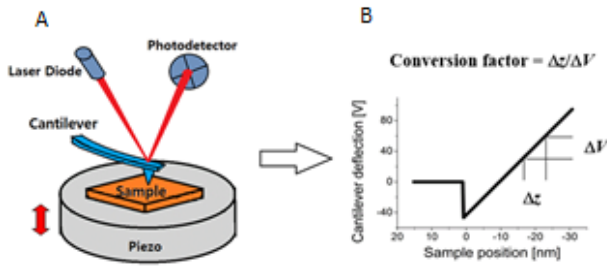 A
Photodetector
Laser Diode
Cantilever
Sample
Piezo
B
Conversion factor = Δz/ΔV
Cantilever deflection [V]
80
40
0
-40
ΔV
Δz
20 10 0 -10 -20 -30
Sample position [nm]